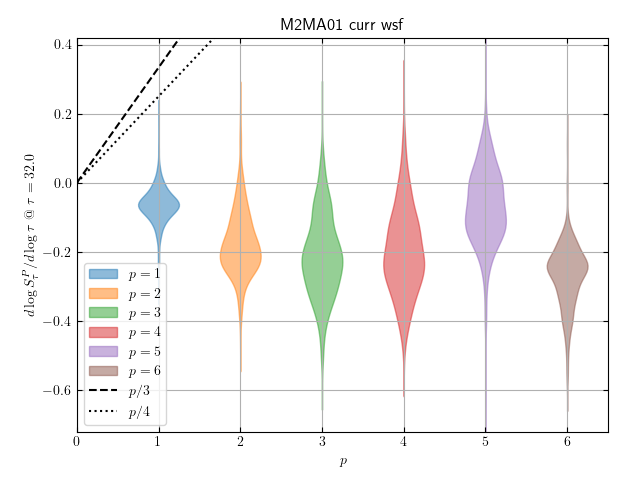 M2MA01 curr wsf
d log S_τ^P / d log τ @ τ = 32.0
0.4
0.2
0.0
−0.2
−0.4
−0.6
p = 1
p = 2
p = 3
p = 4
p = 5
p = 6
p/3
p/4
0 1 2 3 4 5 6
p